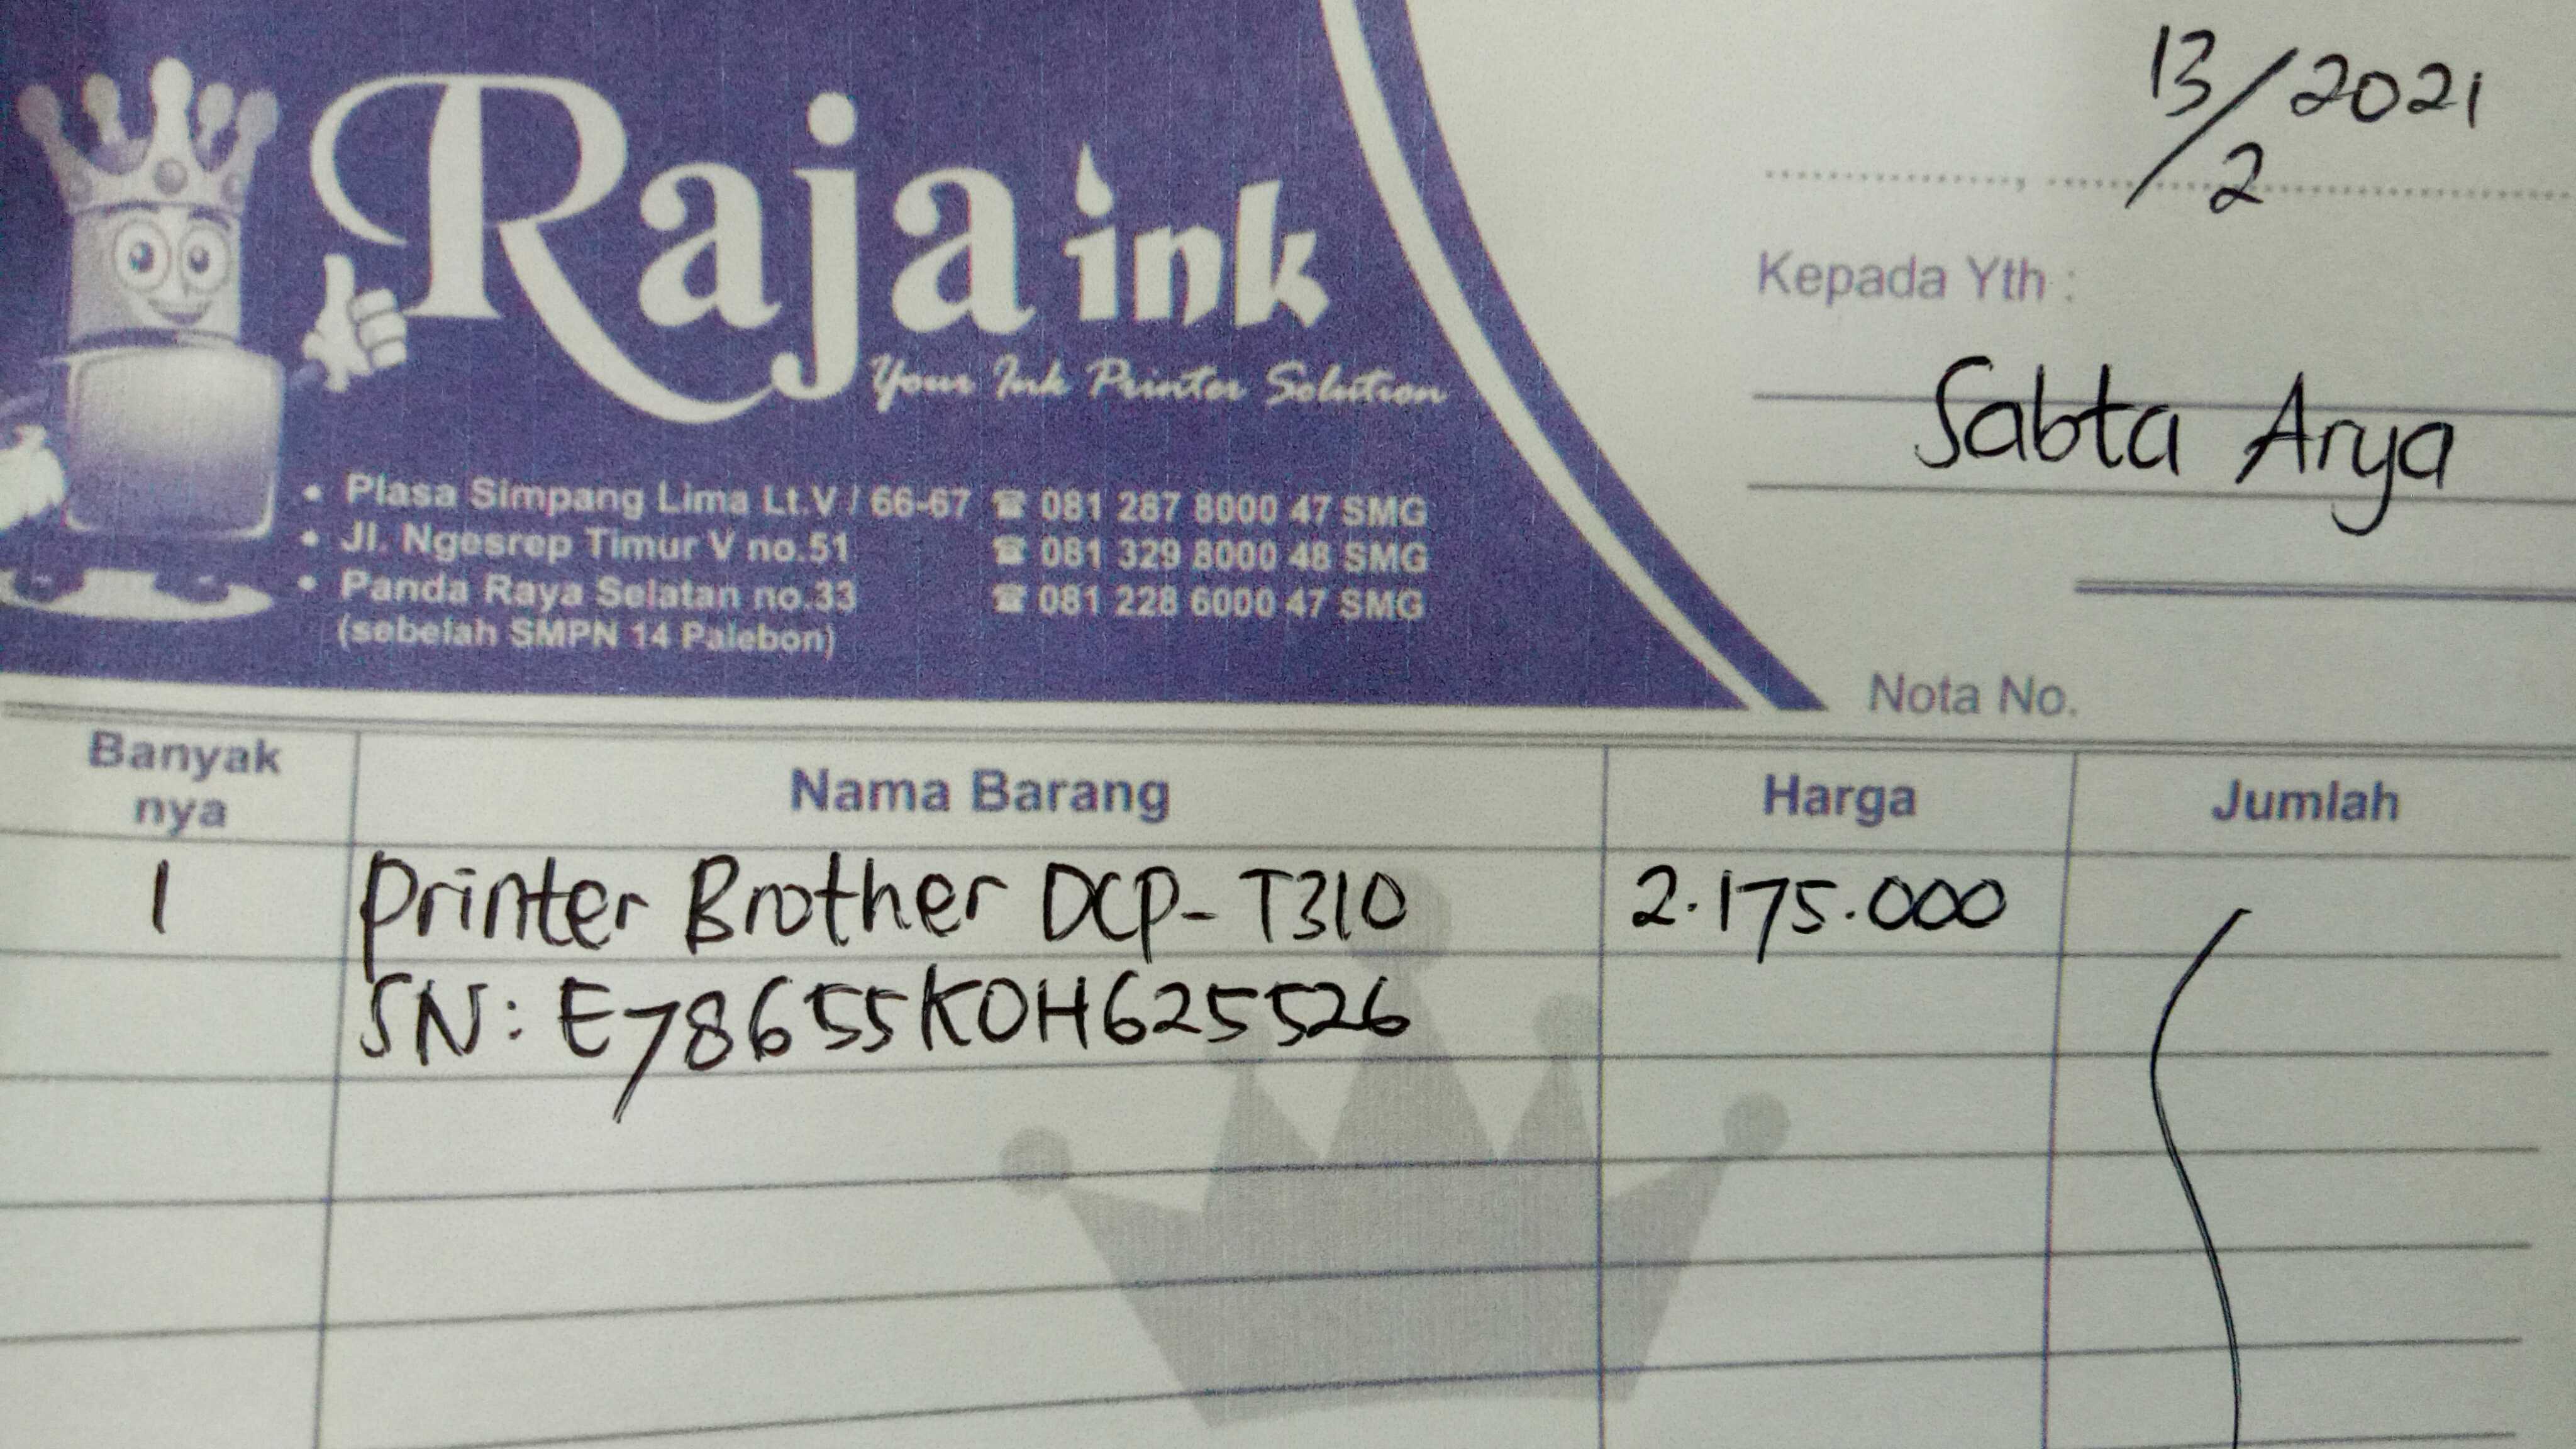 Raja ink
Your Ink Printer Solution
• Plasa Simpang Lima Lt.V / 66-67 ☎ 081 287 8000 47 SMG
• Jl. Ngesrep Timur V no.51 ☎ 081 329 8000 48 SMG
• Panda Raya Selatan no.33 ☎ 081 228 6000 47 SMG
(sebelah SMPN 14 Palebon)
13/2 2021
Kepada Yth :
Sabta Arya
Nota No.
Banyak nya Nama Barang Harga Jumlah
1 Printer Brother DCP-T310 2.175.000
SN: E78655K0H625526